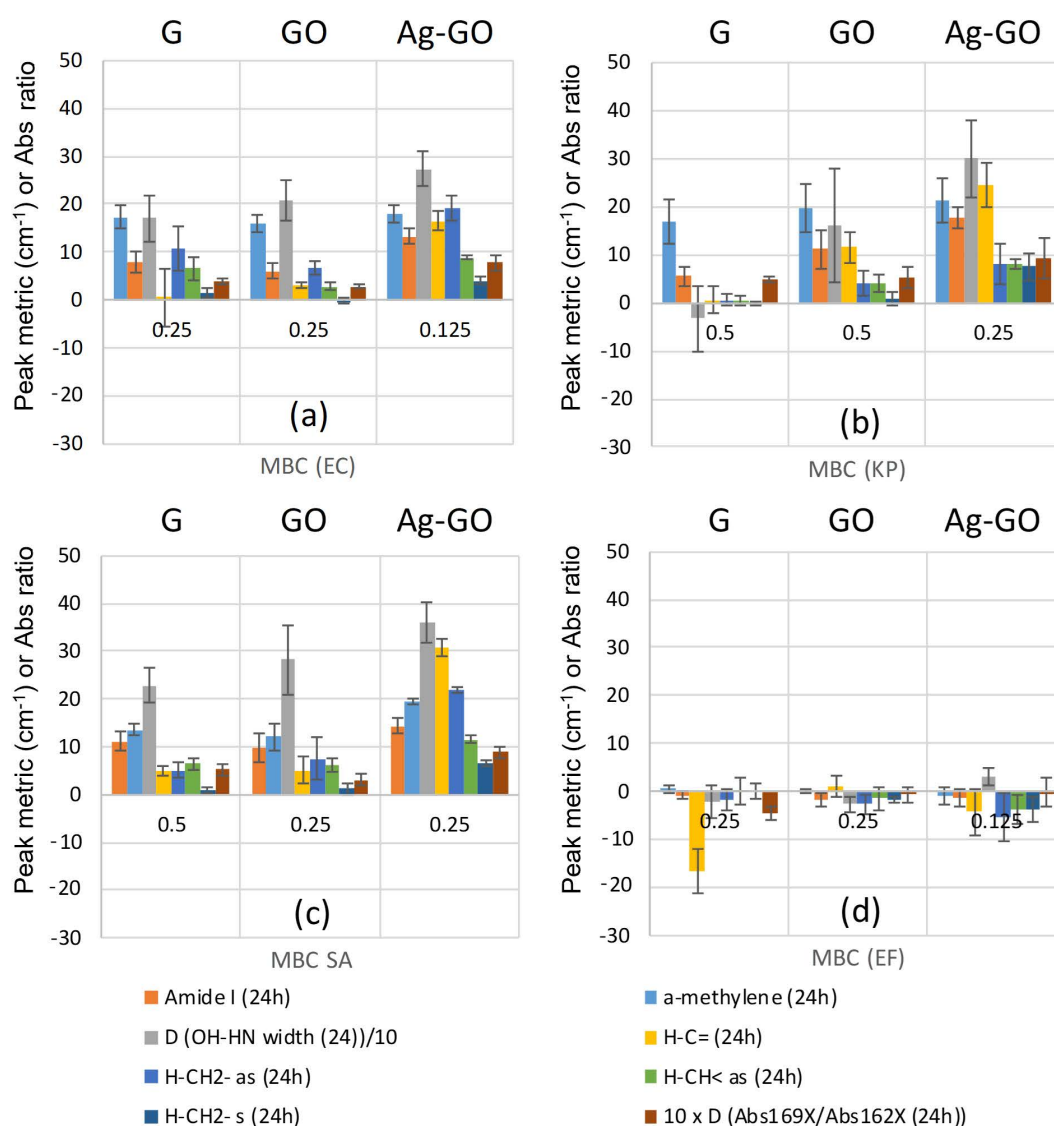 G GO Ag-GO
50
40
30
20
10
0
-10
-20
-30
Peak metric (cm⁻¹) or Abs ratio
0.25 0.25 0.125
(a)
MBC (EC)
G GO Ag-GO
50
40
30
20
10
0
-10
-20
-30
Peak metric (cm⁻¹) or Abs ratio
0.5 0.5 0.25
(b)
MBC (KP)
G GO Ag-GO
50
40
30
20
10
0
-10
-20
-30
Peak metric (cm⁻¹) or Abs ratio
0.5 0.25 0.25
(c)
MBC SA
G GO Ag-GO
50
40
30
20
10
0
-10
-20
-30
Peak metric (cm⁻¹) or Abs ratio
0.25 0.25 0.125
(d)
MBC (EF)
Amide I (24h)
a-methylene (24h)
D (OH-HN width (24))/10
H-C= (24h)
H-CH2- as (24h)
H-CH< as (24h)
H-CH2- s (24h)
10 x D (Abs169X/Abs162X (24h))